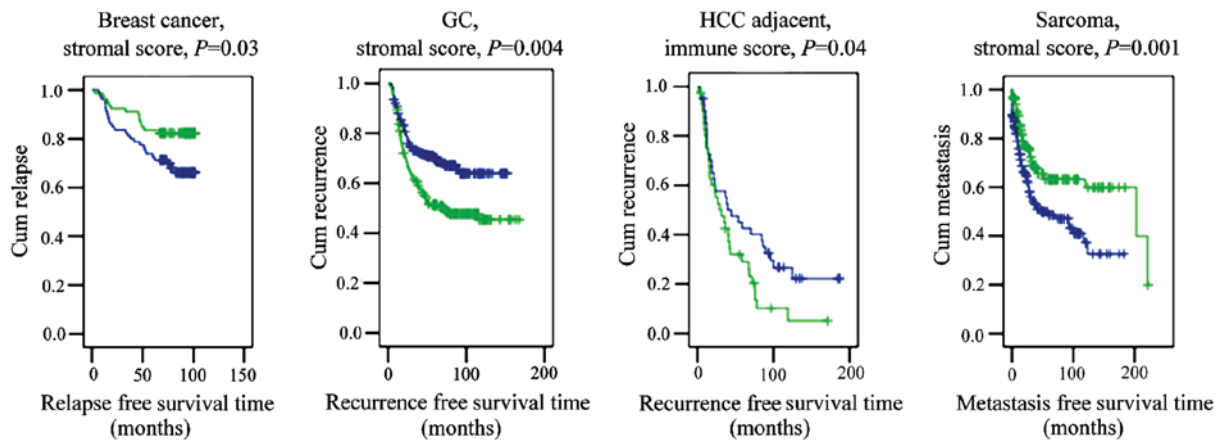 Breast cancer,
stromal score, P=0.03
Cum relapse
1.0
0.8
0.6
0.4
0.2
0.0
0 50 100 150
Relapse free survival time
(months)
GC,
stromal score, P=0.004
Cum recurrence
1.0
0.8
0.6
0.4
0.2
0.0
0 100 200
Recurrence free survival time
(months)
HCC adjacent,
immune score, P=0.04
Cum recurrence
1.0
0.8
0.6
0.4
0.2
0.0
0 100 200
Recurrence free survival time
(months)
Sarcoma,
stromal score, P=0.001
Cum metastasis
1.0
0.8
0.6
0.4
0.2
0.0
0 100 200
Metastasis free survival time
(months)